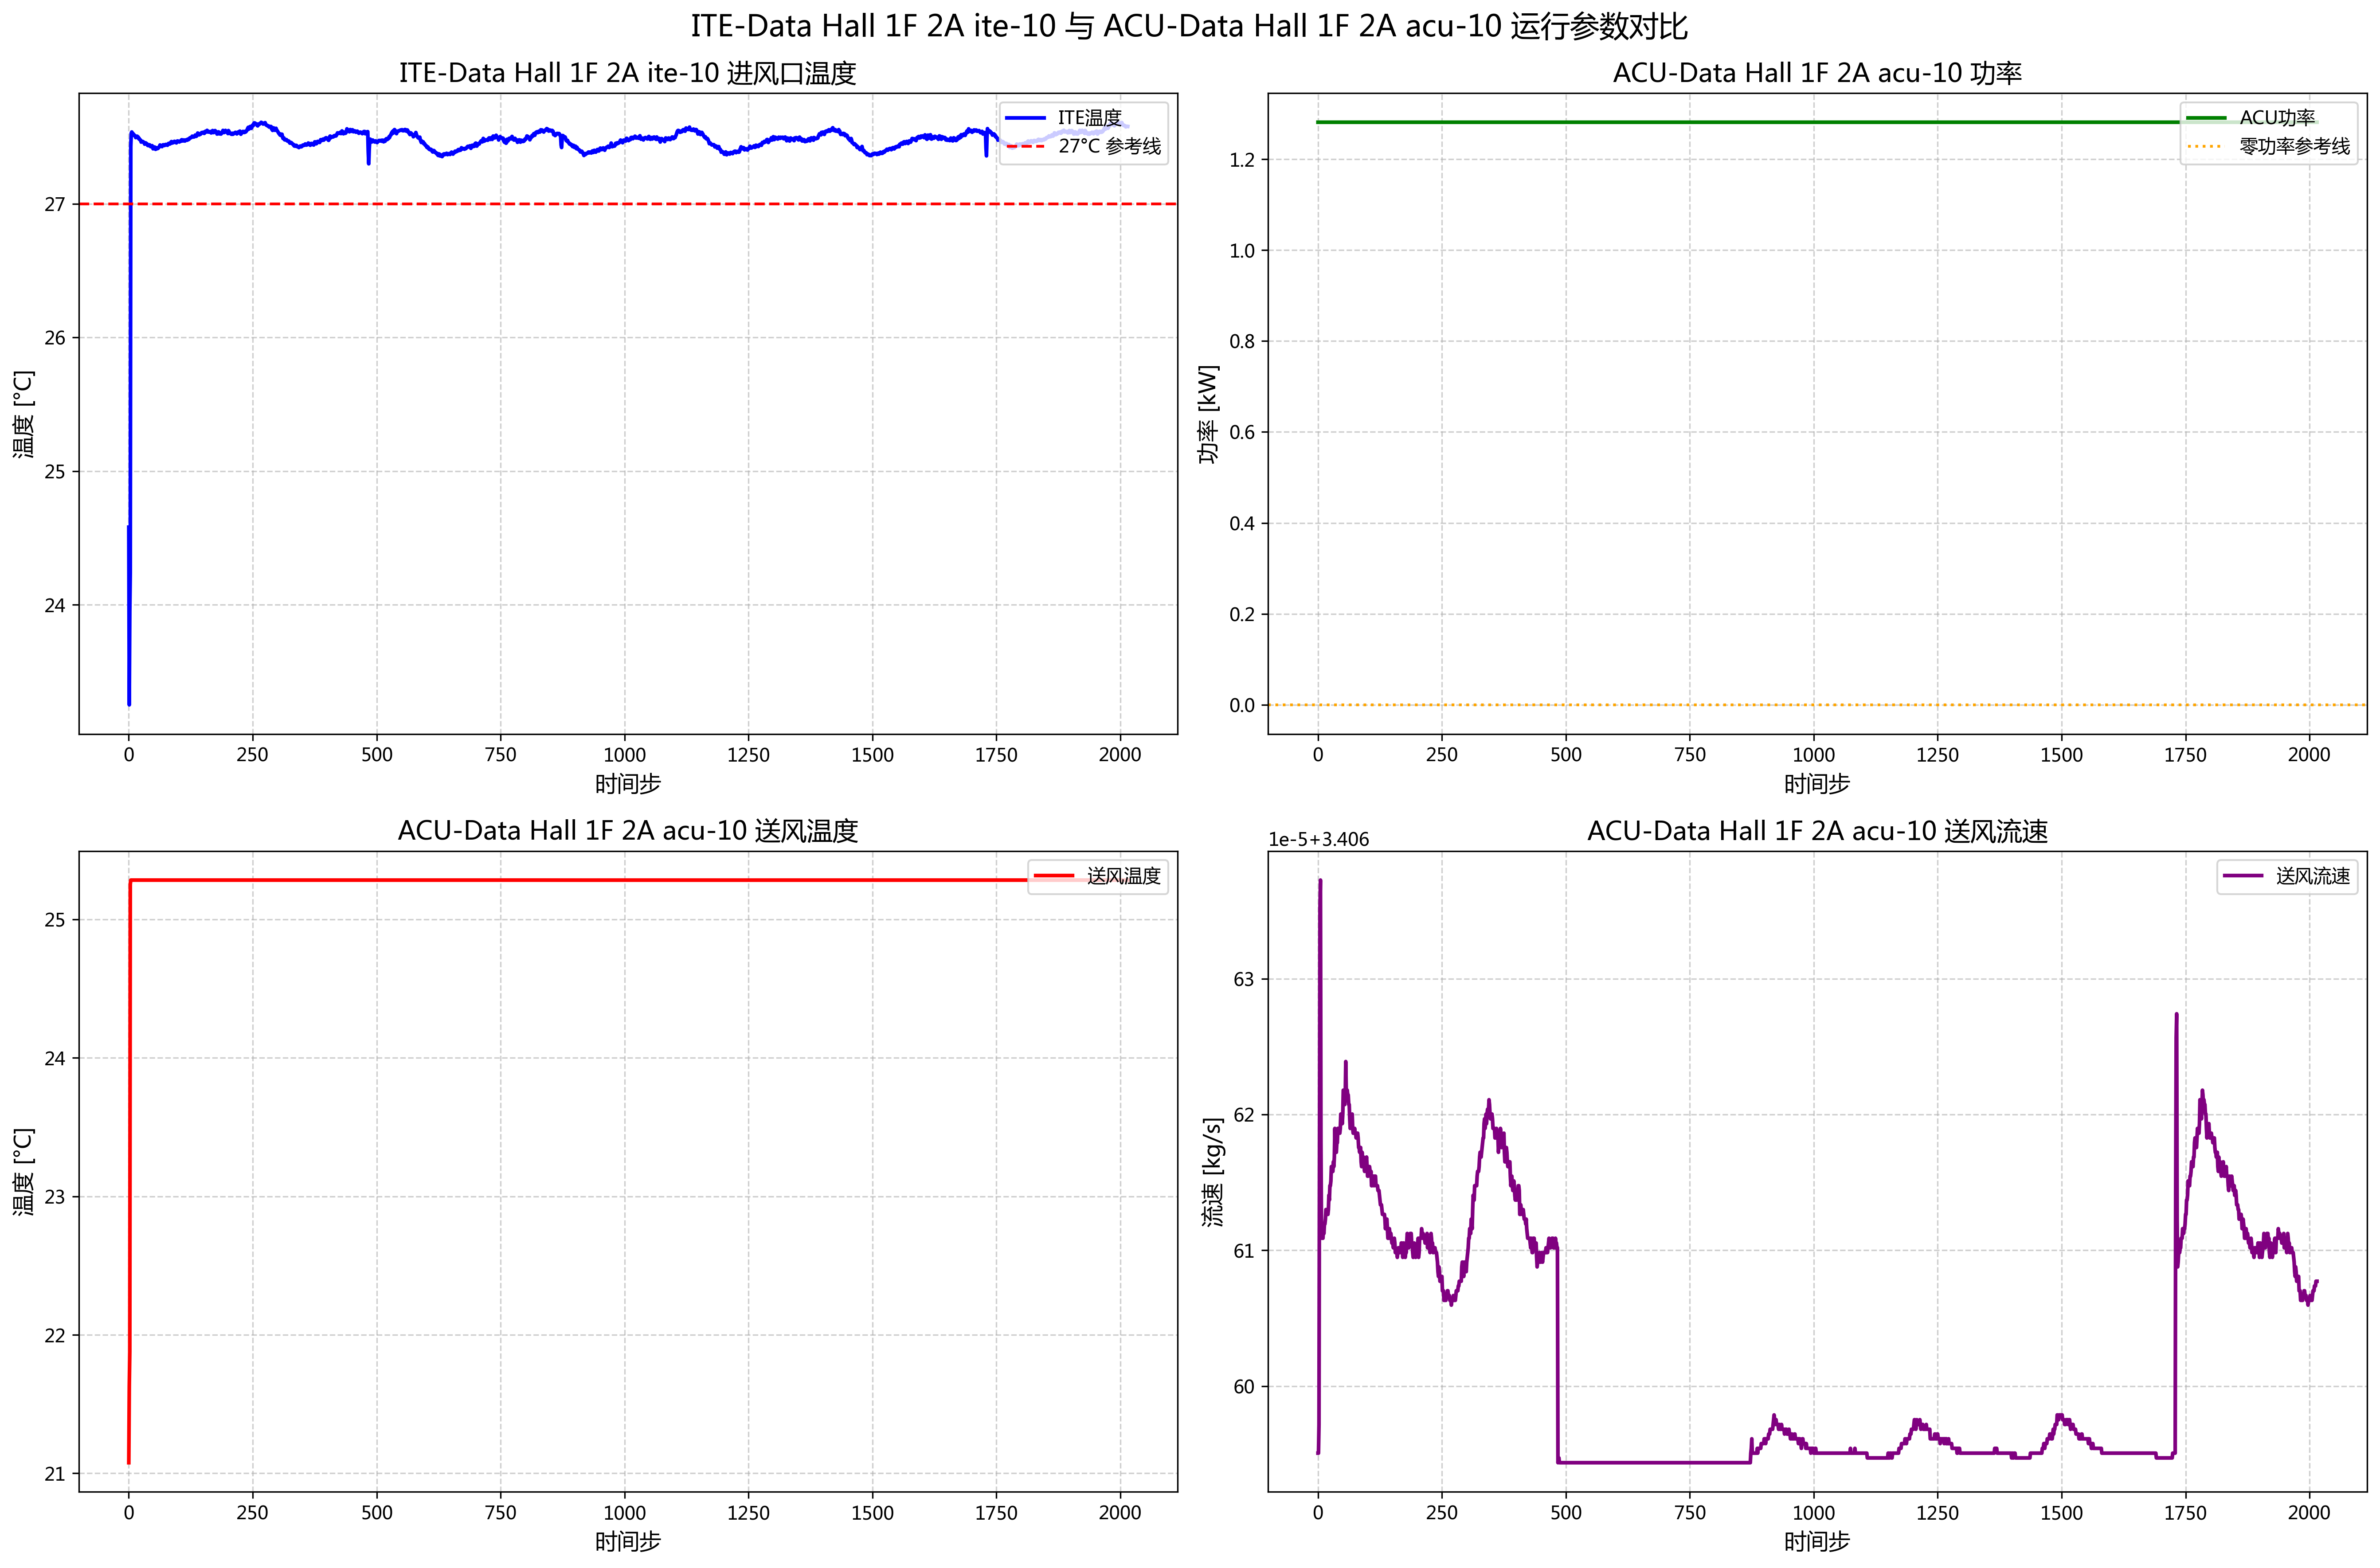 ITE-Data Hall 1F 2A ite-10 与 ACU-Data Hall 1F 2A acu-10 运行参数对比
ITE-Data Hall 1F 2A ite-10 进风口温度
ITE温度
27°C 参考线
27
26
25
24
温度 [°C]
0 250 500 750 1000 1250 1500 1750 2000
时间步
ACU-Data Hall 1F 2A acu-10 功率
ACU功率
零功率参考线
1.2
1.0
0.8
0.6
0.4
0.2
0.0
功率 [kW]
0 250 500 750 1000 1250 1500 1750 2000
时间步
ACU-Data Hall 1F 2A acu-10 送风温度
送风温度
25
24
23
22
21
温度 [°C]
0 250 500 750 1000 1250 1500 1750 2000
时间步
ACU-Data Hall 1F 2A acu-10 送风流速
1e-5+3.406
送风流速
63
62
61
60
流速 [kg/s]
0 250 500 750 1000 1250 1500 1750 2000
时间步